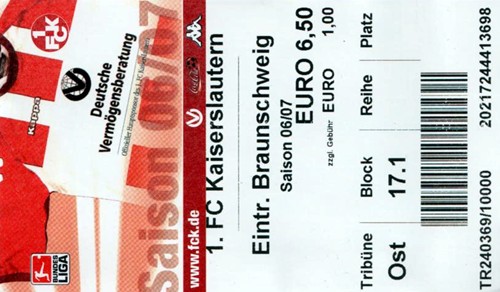 1.FCK
Kappa
Deutsche
Vermögensberatung
Saison 06/07
BUNDES
LIGA
www.fck.de
Kappa
1. FC Kaiserslautern
Eintr. Braunschweig
Saison 06/07
EURO 6,50
zzgl. Gebühr EURO 1,00
Tribüne Block Reihe Platz
Ost 17.1
TR240369/10000
20217244413698